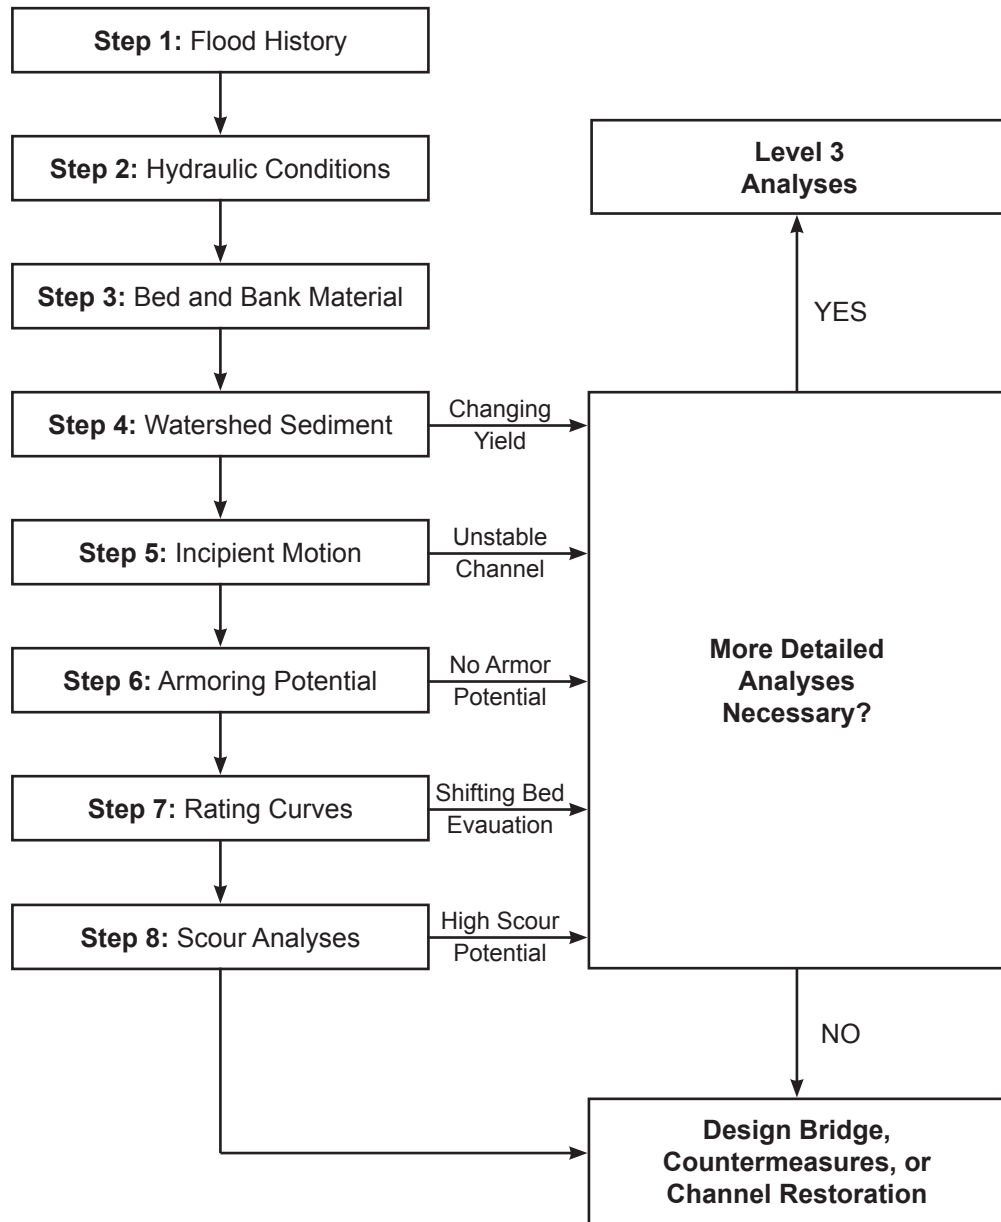 Step 1: Flood History
Step 2: Hydraulic Conditions
Level 3
Analyses
Step 3: Bed and Bank Material
YES
Step 4: Watershed Sediment
Changing
Yield
Step 5: Incipient Motion
Unstable
Channel
Step 6: Armoring Potential
No Armor
Potential
More Detailed
Analyses
Necessary?
Step 7: Rating Curves
Shifting Bed
Evauation
Step 8: Scour Analyses
High Scour
Potential
NO
Design Bridge,
Countermeasures, or
Channel Restoration